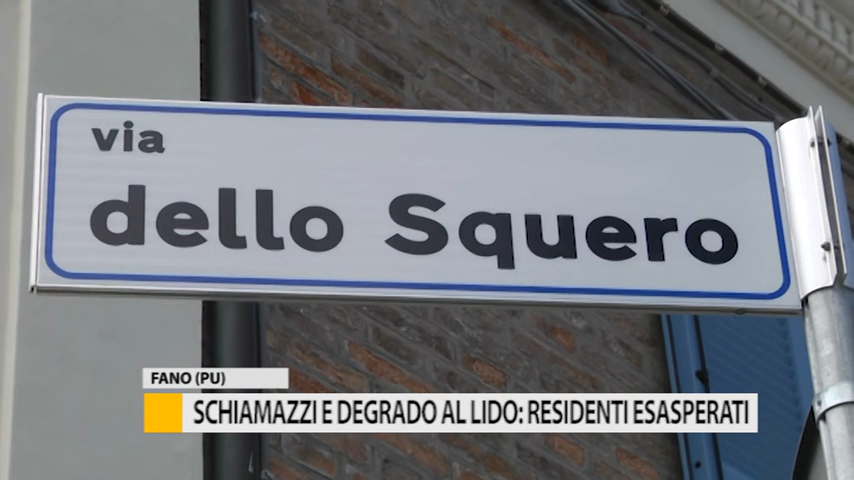 via
dello Squero
FANO (PU)
SCHIAMAZZI E DEGRADO AL LIDO: RESIDENTI ESASPERATI